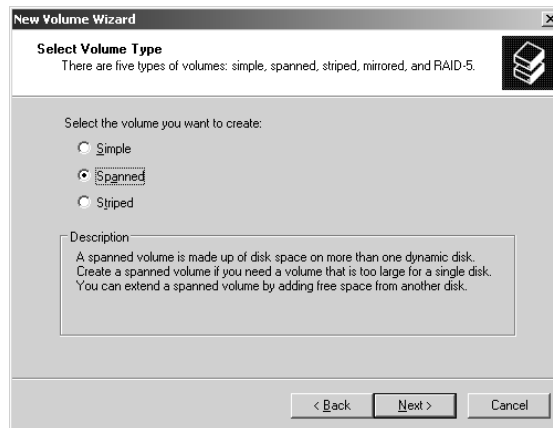 New Volume Wizard
Select Volume Type
There are five types of volumes: simple, spanned, striped, mirrored, and RAID-5.
Select the volume you want to create:
Simple
Spanned
Striped
Description
A spanned volume is made up of disk space on more than one dynamic disk.
Create a spanned volume if you need a volume that is too large for a single disk.
You can extend a spanned volume by adding free space from another disk.
< Back
Next >
Cancel